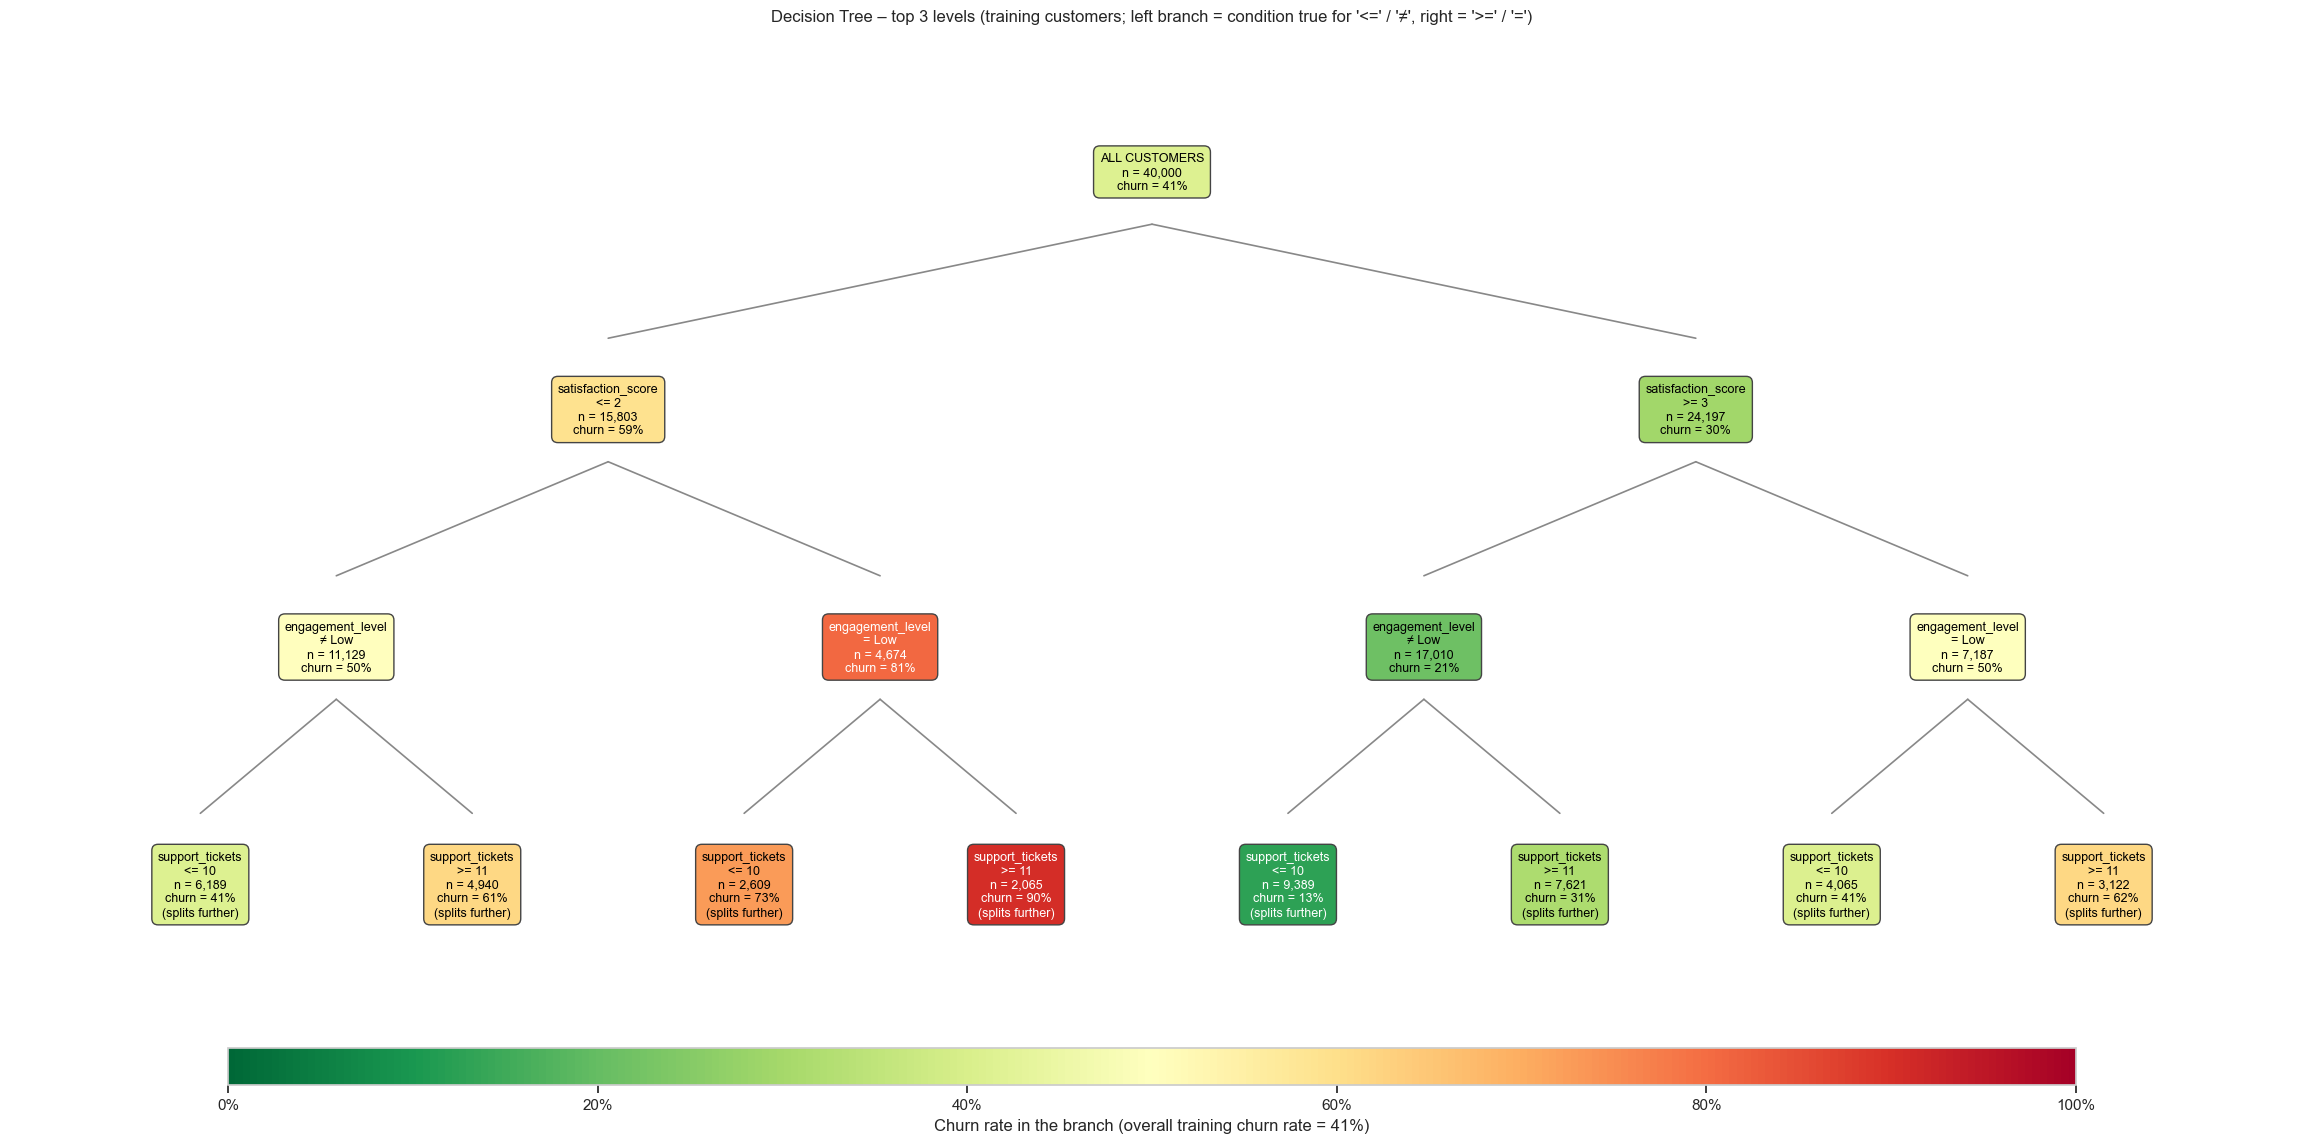 Decision Tree – top 3 levels (training customers; left branch = condition true for '<=' / '≠', right = '>=' / '=')
ALL CUSTOMERS
n = 40,000
churn = 41%
satisfaction_score
<= 2
n = 15,803
churn = 59%
satisfaction_score
>= 3
n = 24,197
churn = 30%
engagement_level
≠ Low
n = 11,129
churn = 50%
engagement_level
= Low
n = 4,674
churn = 81%
engagement_level
≠ Low
n = 17,010
churn = 21%
engagement_level
= Low
n = 7,187
churn = 50%
support_tickets
<= 10
n = 6,189
churn = 41%
(splits further)
support_tickets
>= 11
n = 4,940
churn = 61%
(splits further)
support_tickets
<= 10
n = 2,609
churn = 73%
(splits further)
support_tickets
>= 11
n = 2,065
churn = 90%
(splits further)
support_tickets
<= 10
n = 9,389
churn = 13%
(splits further)
support_tickets
>= 11
n = 7,621
churn = 31%
(splits further)
support_tickets
<= 10
n = 4,065
churn = 41%
(splits further)
support_tickets
>= 11
n = 3,122
churn = 62%
(splits further)
0%
20%
40%
60%
80%
100%
Churn rate in the branch (overall training churn rate = 41%)